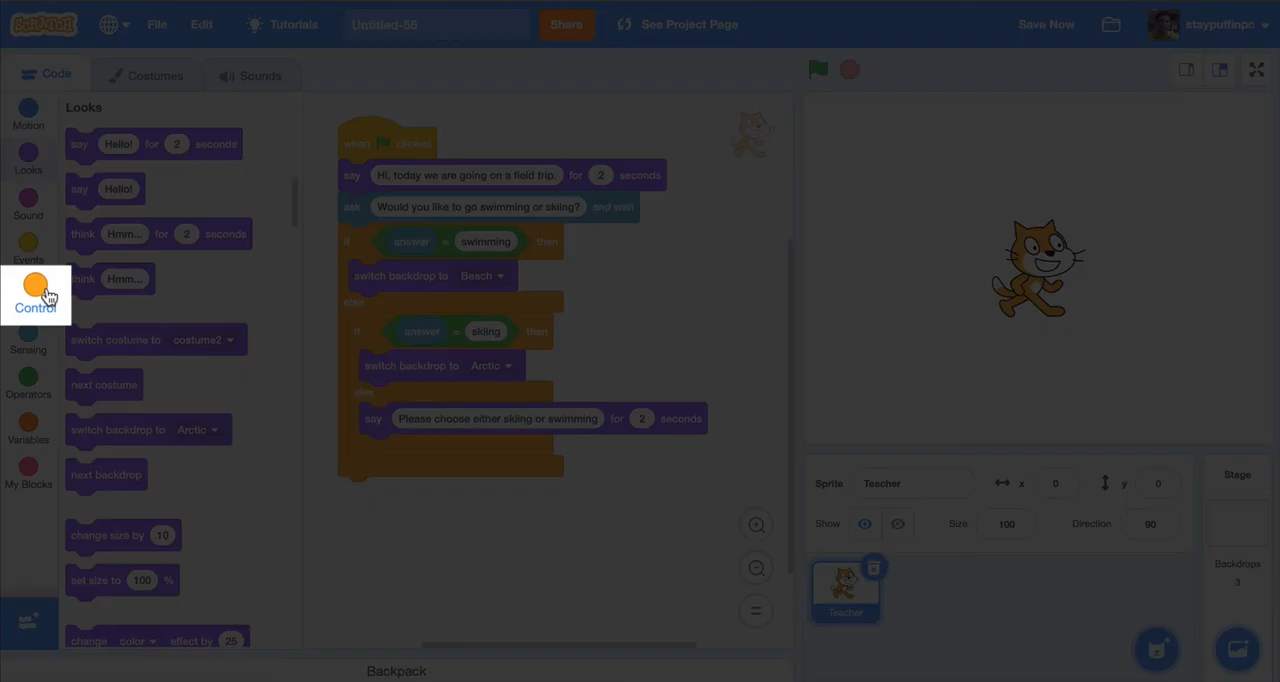 SCRATCH File Edit Tutorials Untitled-56 Share See Project Page Save Now staypuffinpc
Code Costumes Sounds
Motion
Looks
Sound
Events
Control
Sensing
Operators
Variables
My Blocks
Looks
say Hello! for 2 seconds
say Hello!
think Hmm... for 2 seconds
think Hmm...
switch costume to costume2
next costume
switch backdrop to Arctic
next backdrop
change size by 10
set size to 100 %
change color effect by 25
when clicked
say Hi, today we are going on a field trip. for 2 seconds
ask Would you like to go swimming or skiing? and wait
if answer = swimming then
switch backdrop to Beach
else
if answer = skiing then
switch backdrop to Arctic
else
say Please choose either skiing or swimming for 2 seconds
Backpack
Sprite Teacher x 0 y 0
Show Size 100 Direction 90
Teacher
Stage
Backdrops
3